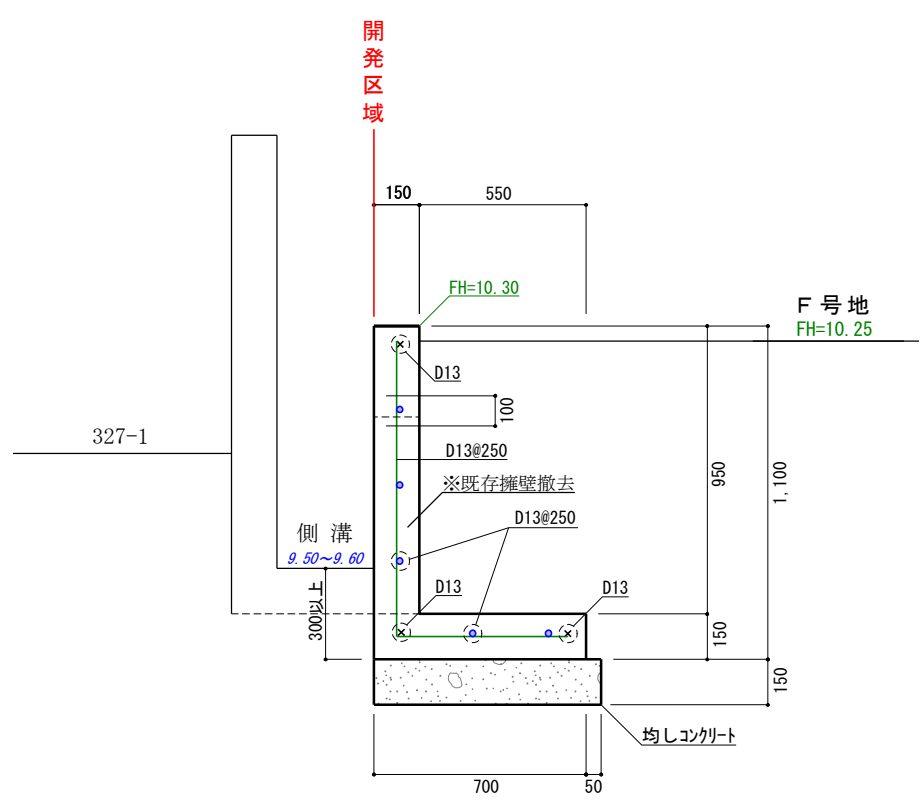 開発区域
150
550
FH=10.30
F号地
FH=10.25
D13
100
327-1
D13@250
950
1,100
※既存擁壁撤去
D13@250
側 溝
9.50~9.60
300以上
D13
D13
150
150
均しコンクリート
700
50